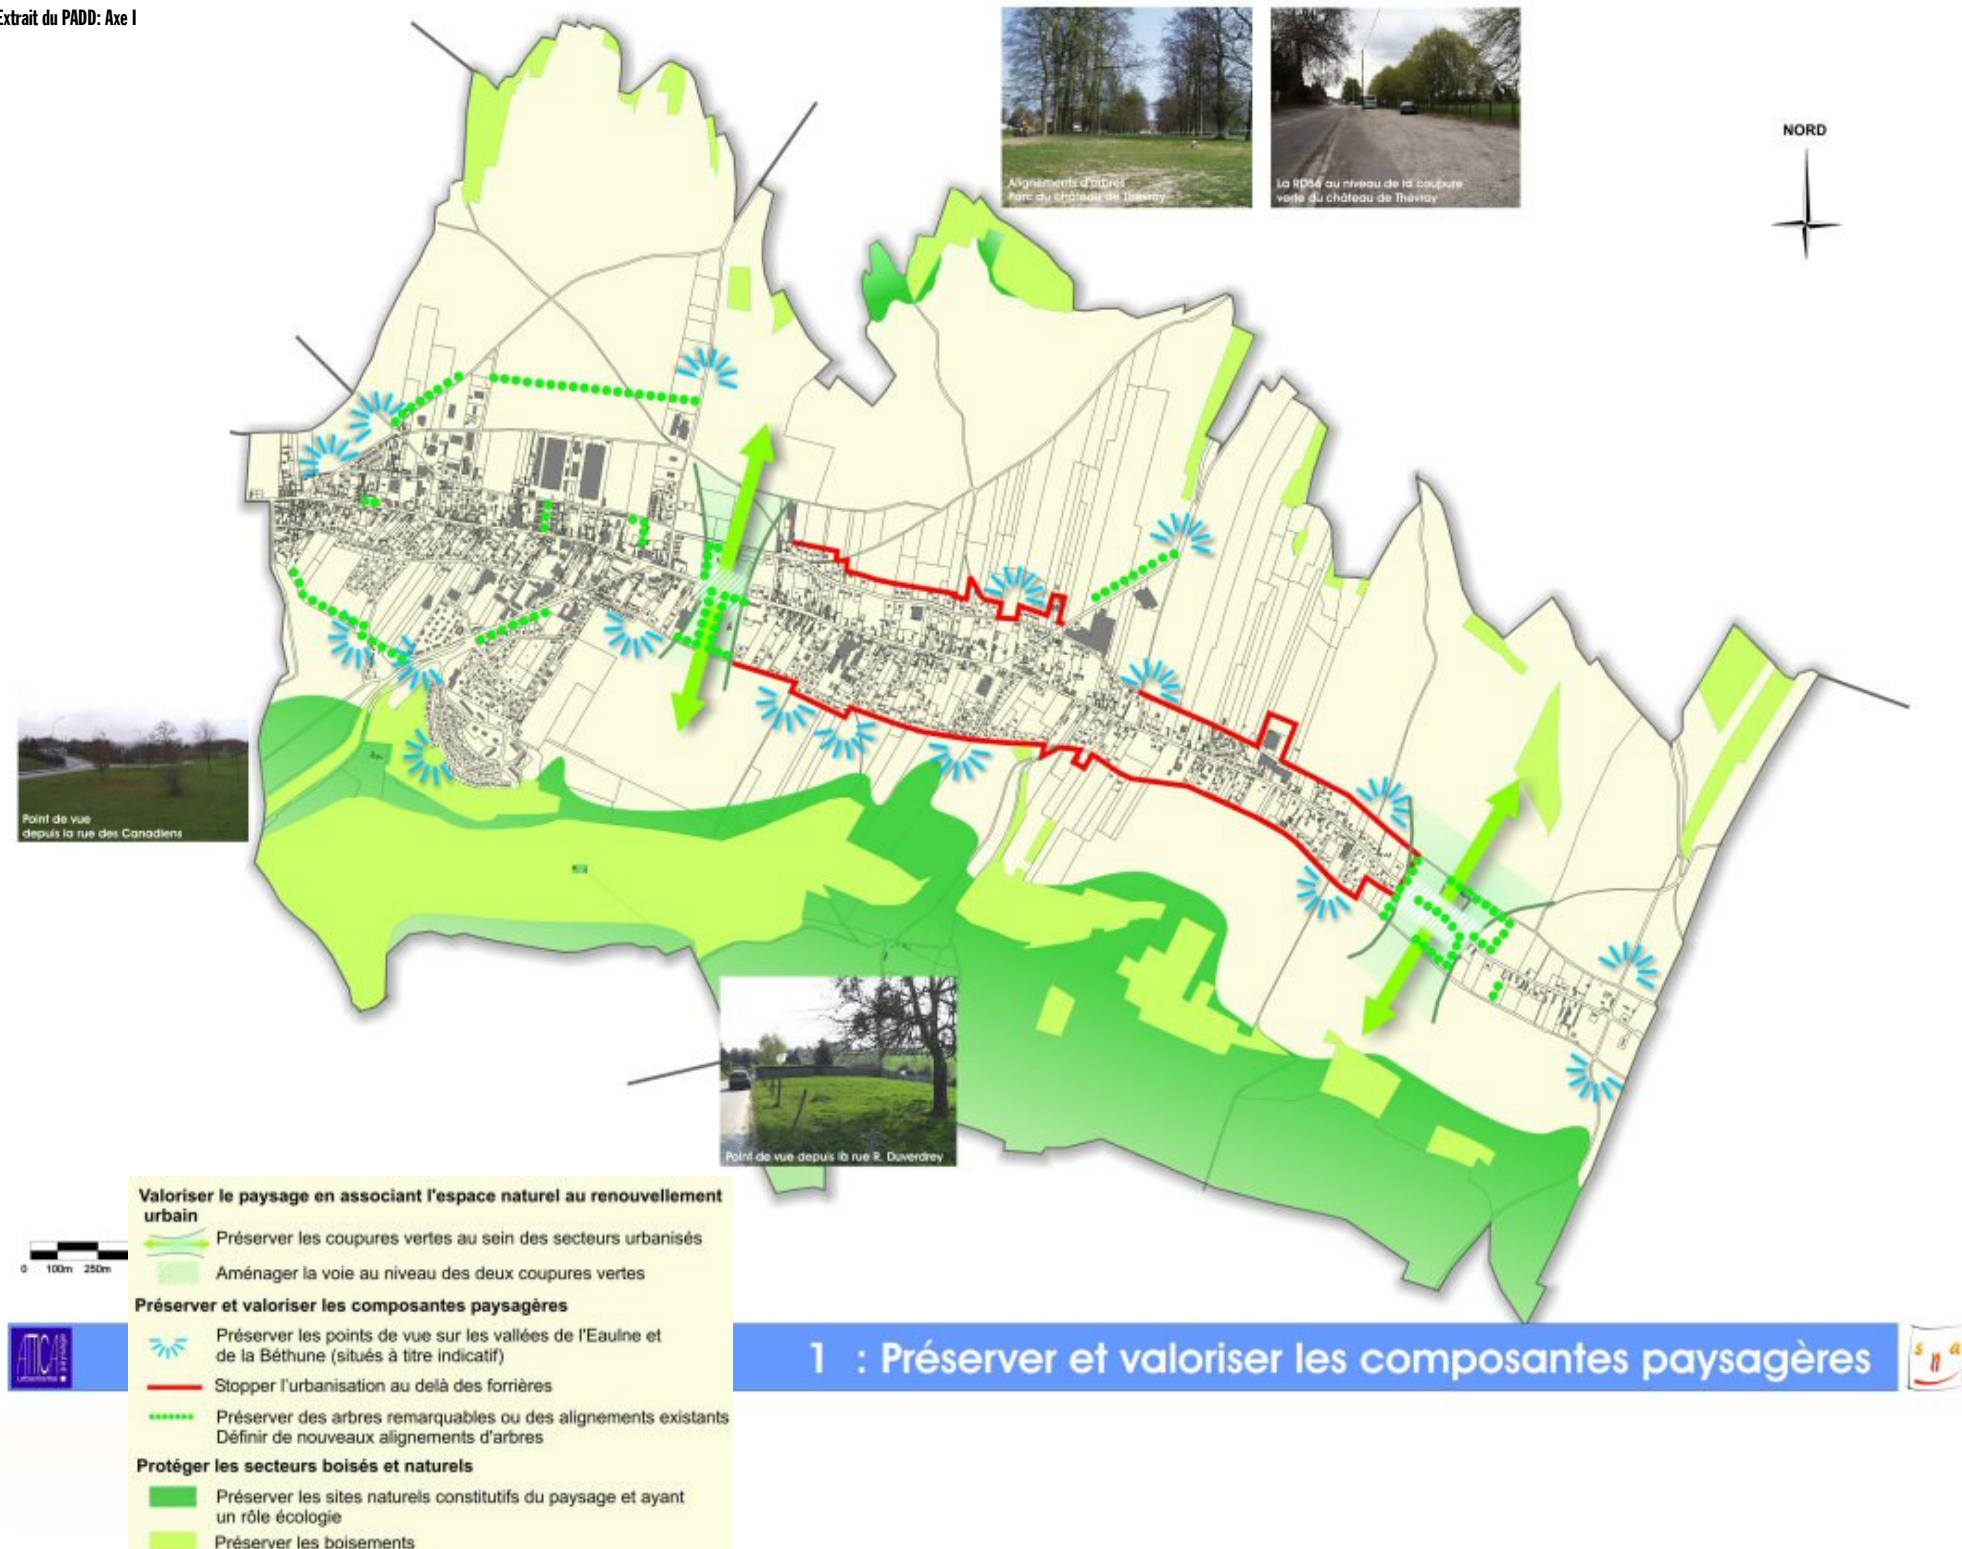 Extrait du PADD: Axe I
Alignements d'arbres
Parc du château de Thévray
La RD56 au niveau de la coupure
verte du château de Thévray
NORD
Point de vue
depuis la rue des Canadiens
Point de vue depuis la rue R. Duverdrey
Valoriser le paysage en associant l'espace naturel au renouvellement
urbain
Préserver les coupures vertes au sein des secteurs urbanisés
Aménager la voie au niveau des deux coupures vertes
Préserver et valoriser les composantes paysagères
Préserver les points de vue sur les vallées de l'Eaulne et
de la Béthune (situés à titre indicatif)
Stopper l'urbanisation au delà des forrières
Préserver des arbres remarquables ou des alignements existants
Définir de nouveaux alignements d'arbres
Protéger les secteurs boisés et naturels
Préserver les sites naturels constitutifs du paysage et ayant
un rôle écologie
Préserver les boisements
0 100m 250m
ATTICA
urbanisme
paysage
1 : Préserver et valoriser les composantes paysagères
s n a